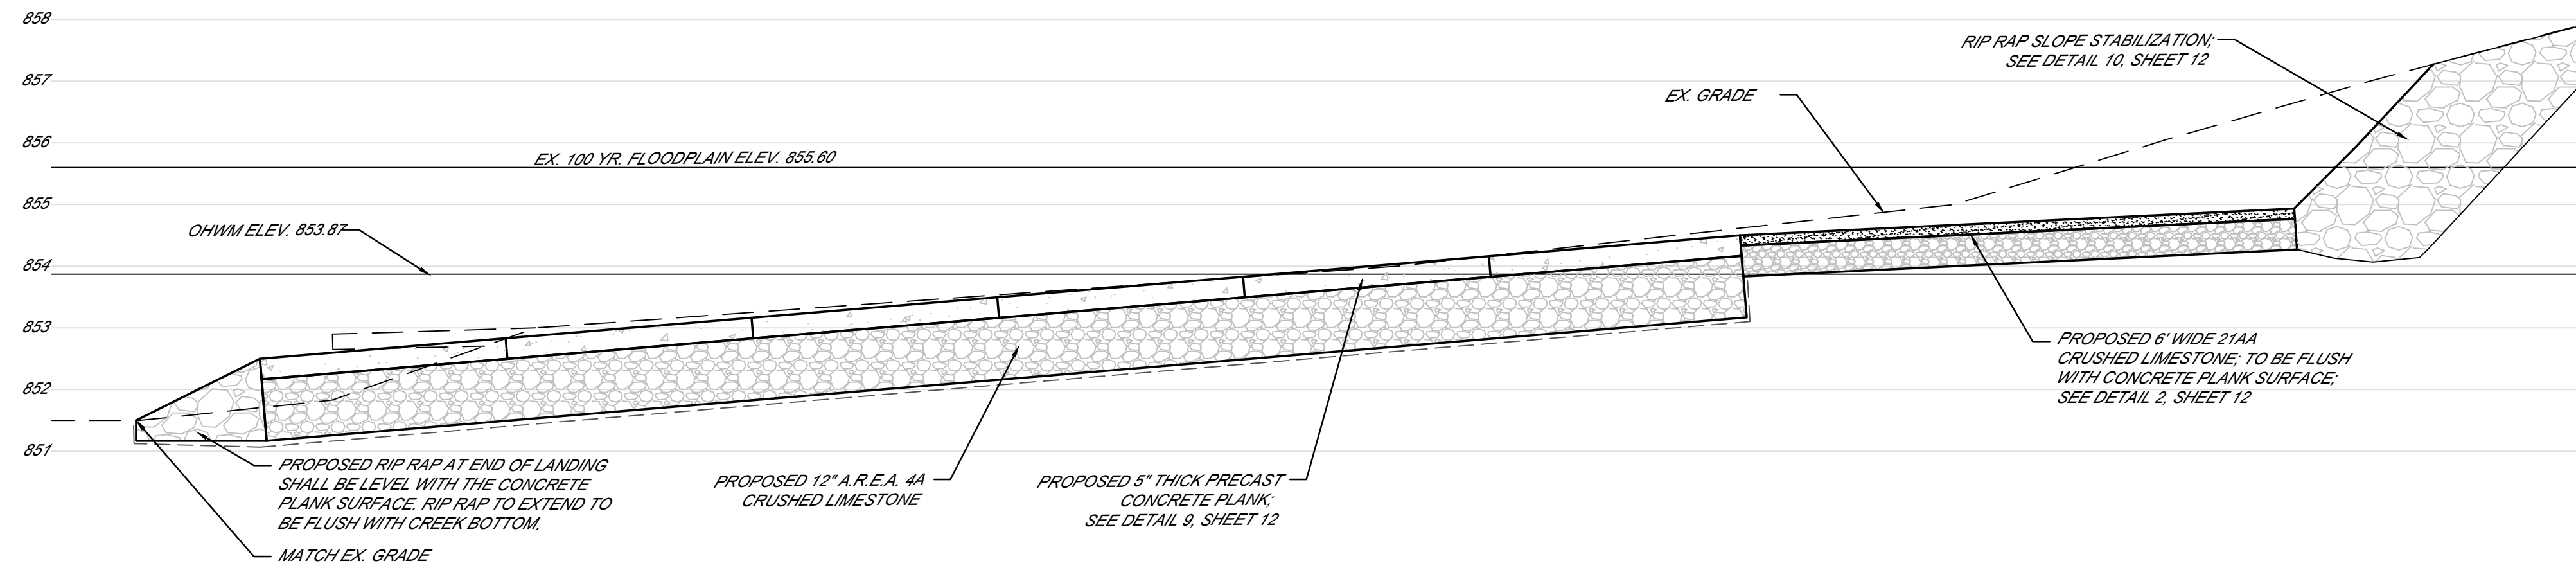 858
857
856
855
854
853
852
851
RIP RAP SLOPE STABILIZATION;
SEE DETAIL 10, SHEET 12
EX. GRADE
EX. 100 YR. FLOODPLAIN ELEV. 855.60
OHWM ELEV. 853.87
PROPOSED 6' WIDE 21AA
CRUSHED LIMESTONE; TO BE FLUSH
WITH CONCRETE PLANK SURFACE;
SEE DETAIL 2, SHEET 12
PROPOSED RIP RAP AT END OF LANDING
SHALL BE LEVEL WITH THE CONCRETE
PLANK SURFACE. RIP RAP TO EXTEND TO
BE FLUSH WITH CREEK BOTTOM.
MATCH EX. GRADE
PROPOSED 12" A.R.E.A. 4A
CRUSHED LIMESTONE
PROPOSED 5" THICK PRECAST
CONCRETE PLANK;
SEE DETAIL 9, SHEET 12